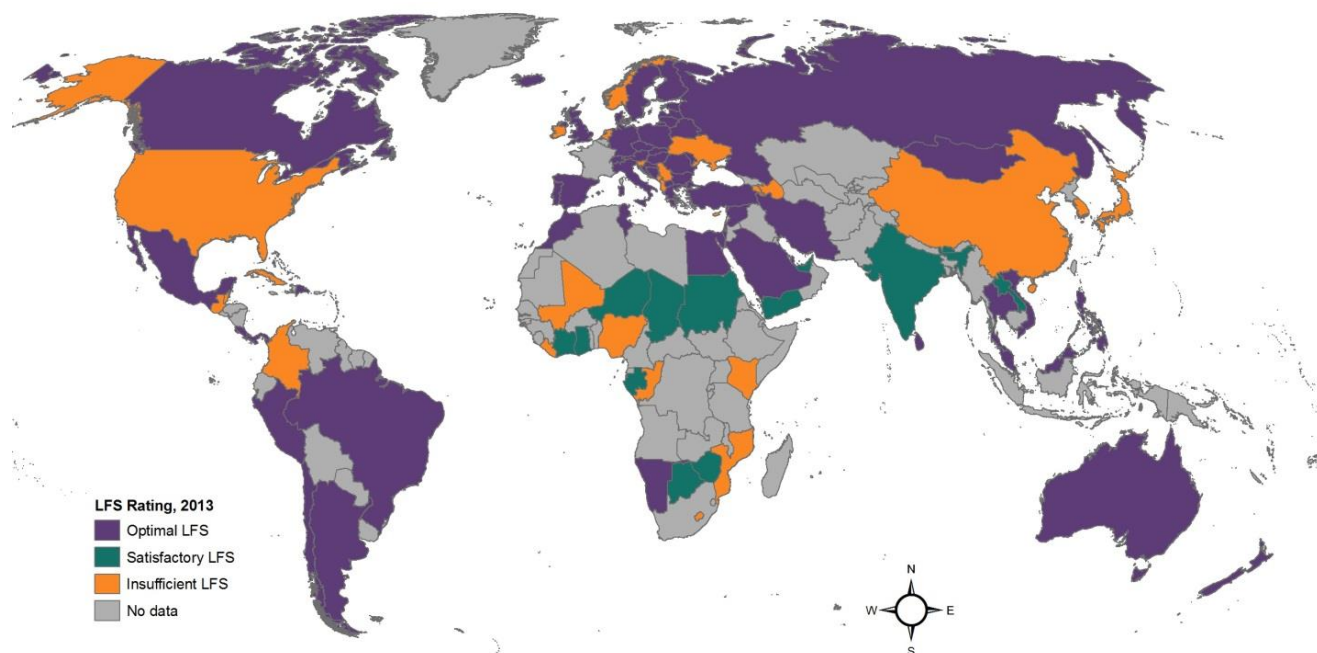 LFS Rating, 2013
Optimal LFS
Satisfactory LFS
Insufficient LFS
No data
N
W E
S